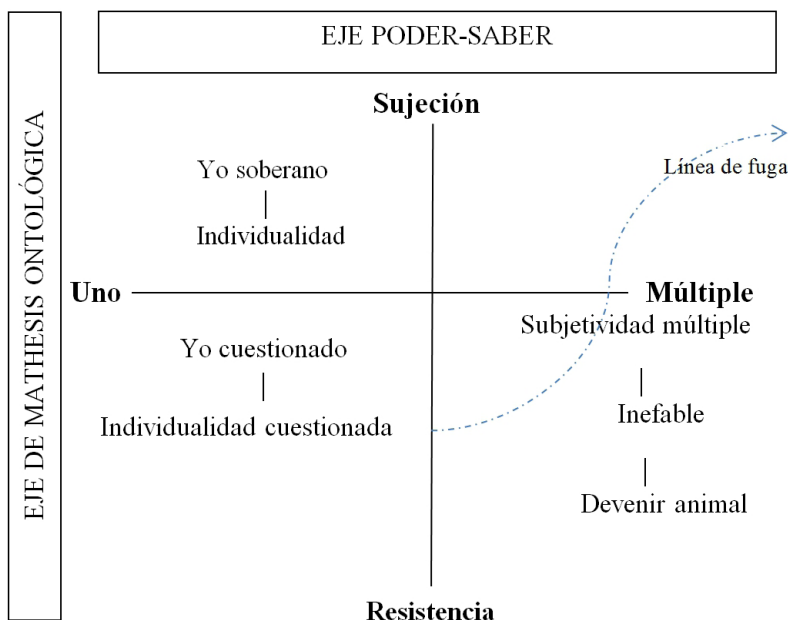 EJE PODER-SABER
EJE DE MATHESIS ONTOLÓGICA
Sujeción
Yo soberano
Línea de fuga
Individualidad
Uno
Múltiple
Subjetividad múltiple
Yo cuestionado
Inefable
Individualidad cuestionada
Devenir animal
Resistencia